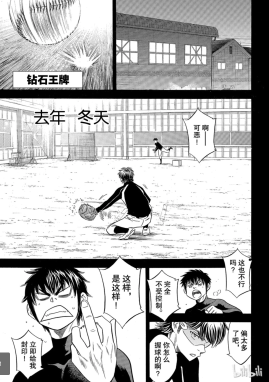 钻石王牌
去年 冬天
啊——
可恶！
这也不行
吗？
完全
不受控制
这样，
是这样！
偏太多
了吧。
你怎么
握球的啊？
立即给我
封印！
bilibili